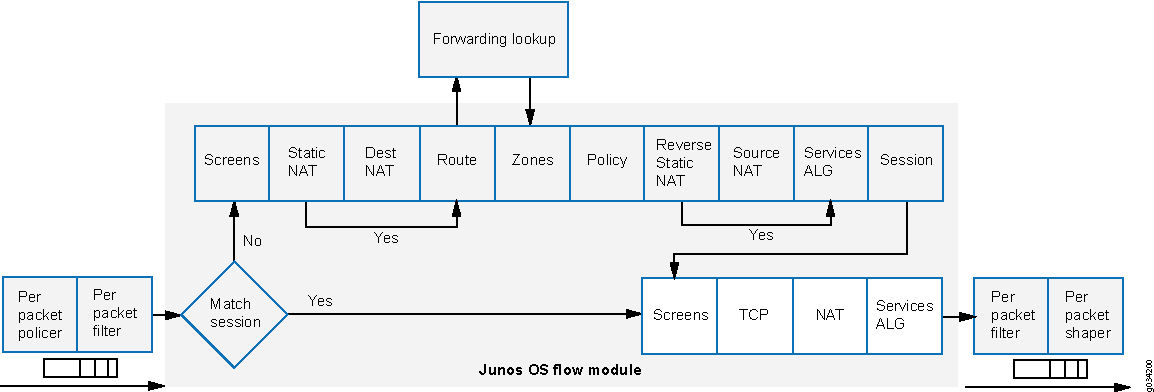 Forwarding lookup
Screens
Static
NAT
Dest
NAT
Route
Zones
Policy
Reverse
Static
NAT
Source
NAT
Services
ALG
Session
Yes
Yes
No
Per
packet
policer
Per
packet
filter
Match
session
Yes
Screens
TCP
NAT
Services
ALG
Per
packet
filter
Per
packet
shaper
Junos OS flow module
g034200